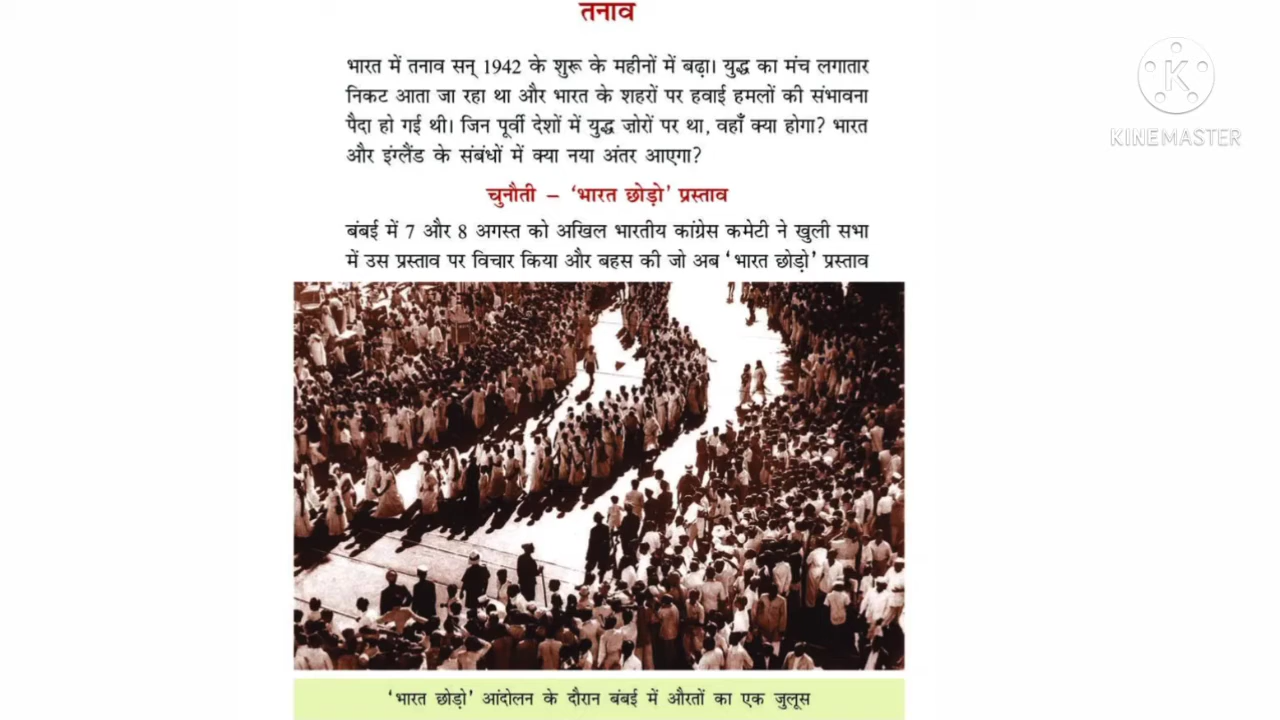 तनाव
भारत में तनाव सन् 1942 के शुरू के महीनों में बढ़ा। युद्ध का मंच लगातार
निकट आता जा रहा था और भारत के शहरों पर हवाई हमलों की संभावना
पैदा हो गई थी। जिन पूर्वी देशों में युद्ध ज़ोरों पर था, वहाँ क्या होगा? भारत
और इंग्लैंड के संबंधों में क्या नया अंतर आएगा?
चुनौती – ‘भारत छोड़ो’ प्रस्ताव
बंबई में 7 और 8 अगस्त को अखिल भारतीय कांग्रेस कमेटी ने खुली सभा
में उस प्रस्ताव पर विचार किया और बहस की जो अब ‘भारत छोड़ो’ प्रस्ताव
‘भारत छोड़ो’ आंदोलन के दौरान बंबई में औरतों का एक जुलूस
K
KINEMASTER